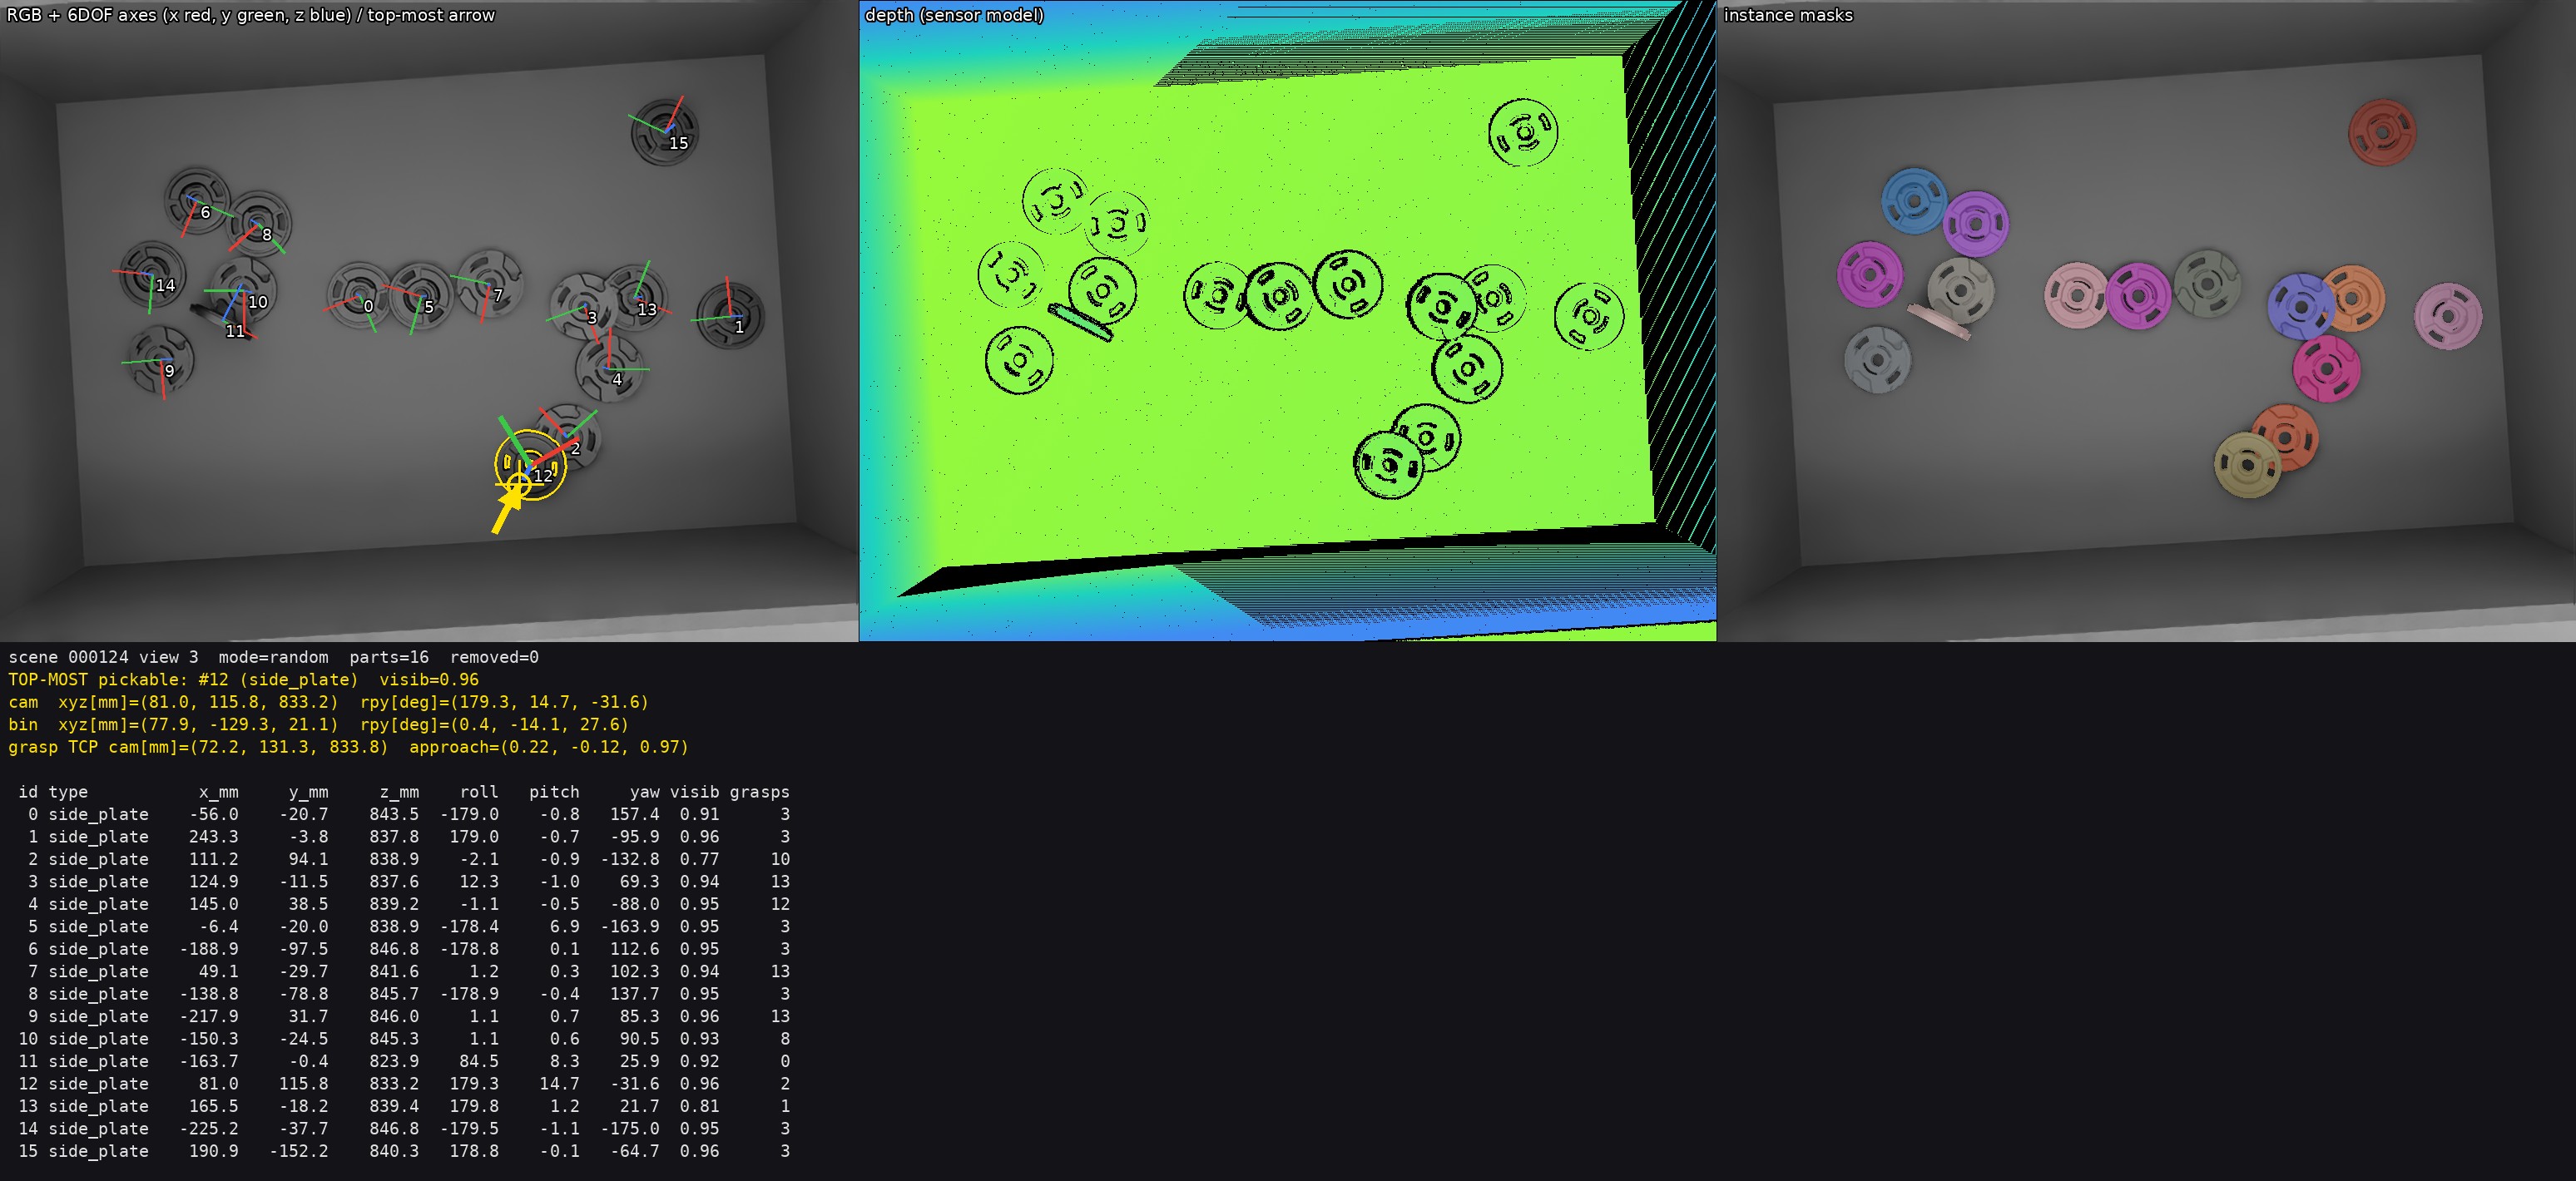 RGB + 6DOF axes (x red, y green, z blue) / top-most arrow
depth (sensor model)
instance masks
15
6
8
14
10
11
9
0
5
7
3
13
1
4
2
12
scene 000124 view 3  mode=random  parts=16  removed=0
TOP-MOST pickable: #12 (side_plate)  visib=0.96
cam  xyz[mm]=(81.0, 115.8, 833.2)  rpy[deg]=(179.3, 14.7, -31.6)
bin  xyz[mm]=(77.9, -129.3, 21.1)  rpy[deg]=(0.4, -14.1, 27.6)
grasp TCP cam[mm]=(72.2, 131.3, 833.8)  approach=(0.22, -0.12, 0.97)
id type x_mm y_mm z_mm roll pitch yaw visib grasps
0 side_plate -56.0 -20.7 843.5 -179.0 -0.8 157.4 0.91 3
1 side_plate 243.3 -3.8 837.8 179.0 -0.7 -95.9 0.96 3
2 side_plate 111.2 94.1 838.9 -2.1 -0.9 -132.8 0.77 10
3 side_plate 124.9 -11.5 837.6 12.3 -1.0 69.3 0.94 13
4 side_plate 145.0 38.5 839.2 -1.1 -0.5 -88.0 0.95 12
5 side_plate -6.4 -20.0 838.9 -178.4 6.9 -163.9 0.95 3
6 side_plate -188.9 -97.5 846.8 -178.8 0.1 112.6 0.95 3
7 side_plate 49.1 -29.7 841.6 1.2 0.3 102.3 0.94 13
8 side_plate -138.8 -78.8 845.7 -178.9 -0.4 137.7 0.95 3
9 side_plate -217.9 31.7 846.0 1.1 0.7 85.3 0.96 13
10 side_plate -150.3 -24.5 845.3 1.1 0.6 90.5 0.93 8
11 side_plate -163.7 -0.4 823.9 84.5 8.3 25.9 0.92 0
12 side_plate 81.0 115.8 833.2 179.3 14.7 -31.6 0.96 2
13 side_plate 165.5 -18.2 839.4 179.8 1.2 21.7 0.81 1
14 side_plate -225.2 -37.7 846.8 -179.5 -1.1 -175.0 0.95 3
15 side_plate 190.9 -152.2 840.3 178.8 -0.1 -64.7 0.96 3